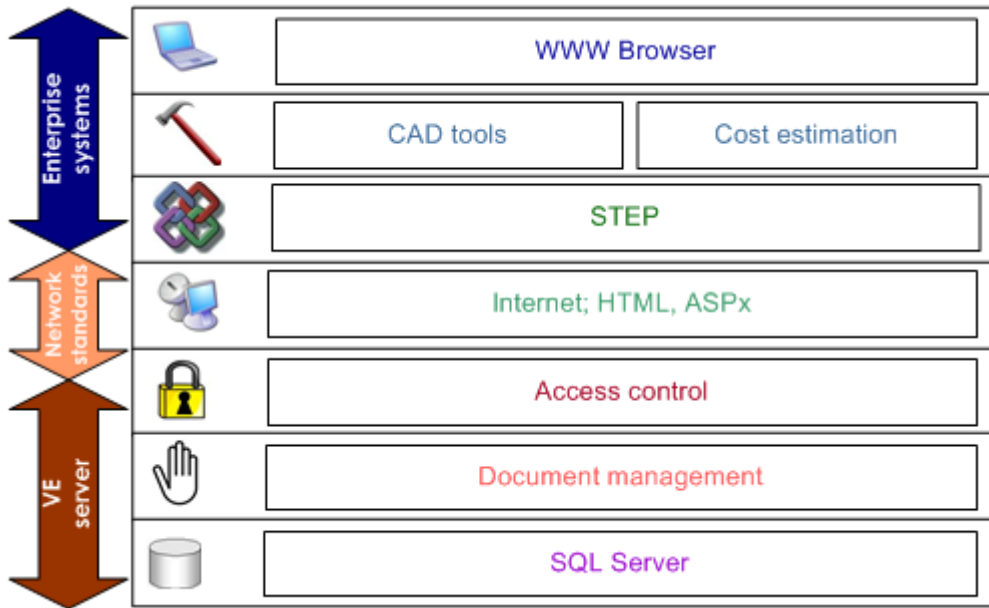 Enterprise
systems
WWW Browser
CAD tools
Cost estimation
STEP
Network
standards
Internet; HTML, ASPx
VE
server
Access control
Document management
SQL Server